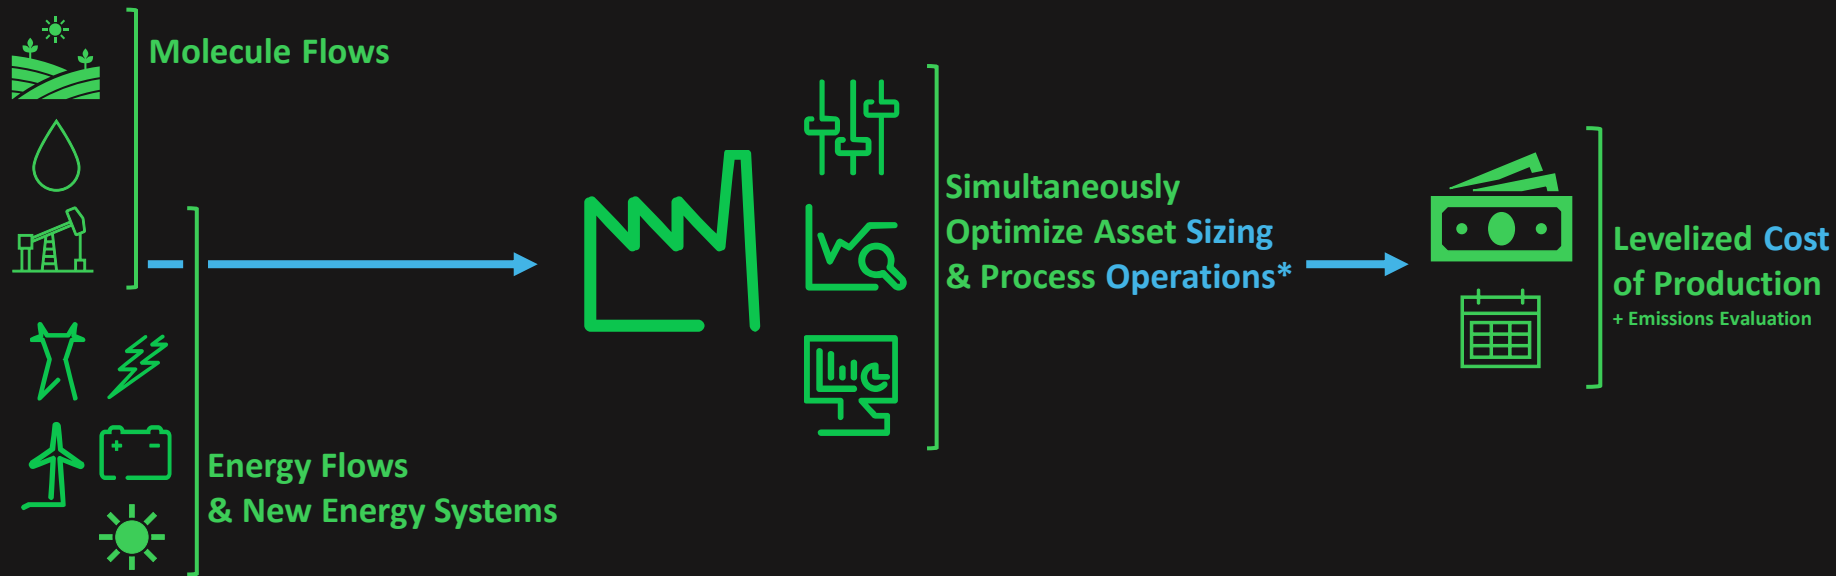 Molecule Flows
Energy Flows
& New Energy Systems
Simultaneously
Optimize Asset Sizing
& Process Operations*
Levelized Cost
of Production
+ Emissions Evaluation